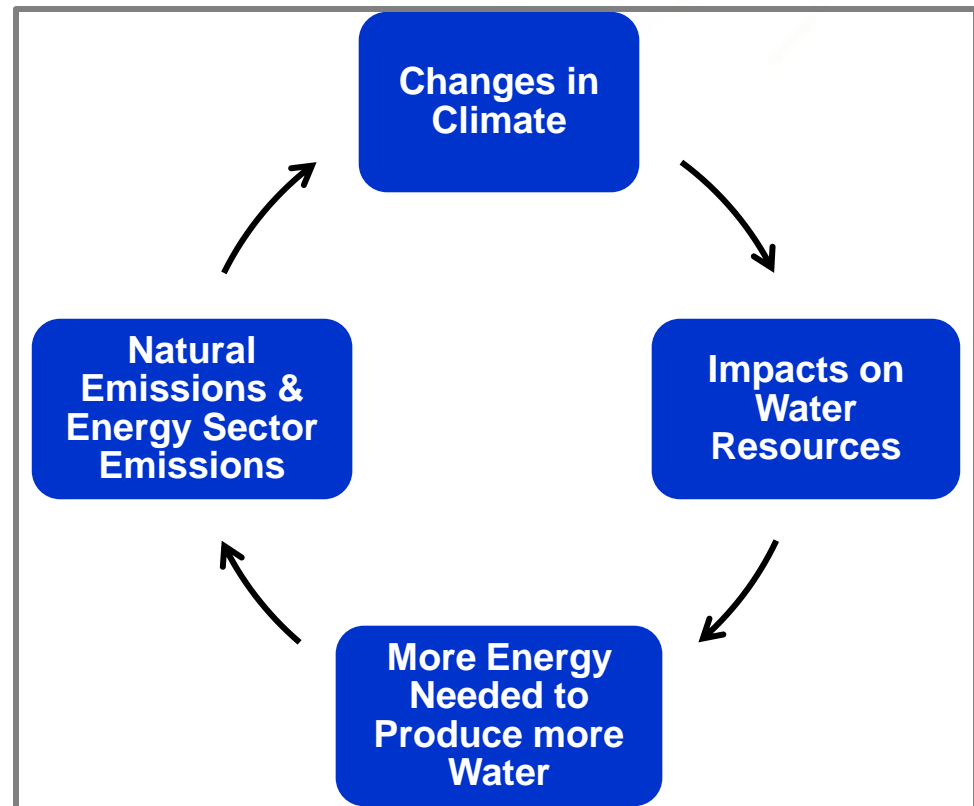 Changes in
Climate
Natural
Emissions &
Energy Sector
Emissions
Impacts on
Water
Resources
More Energy
Needed to
Produce more
Water